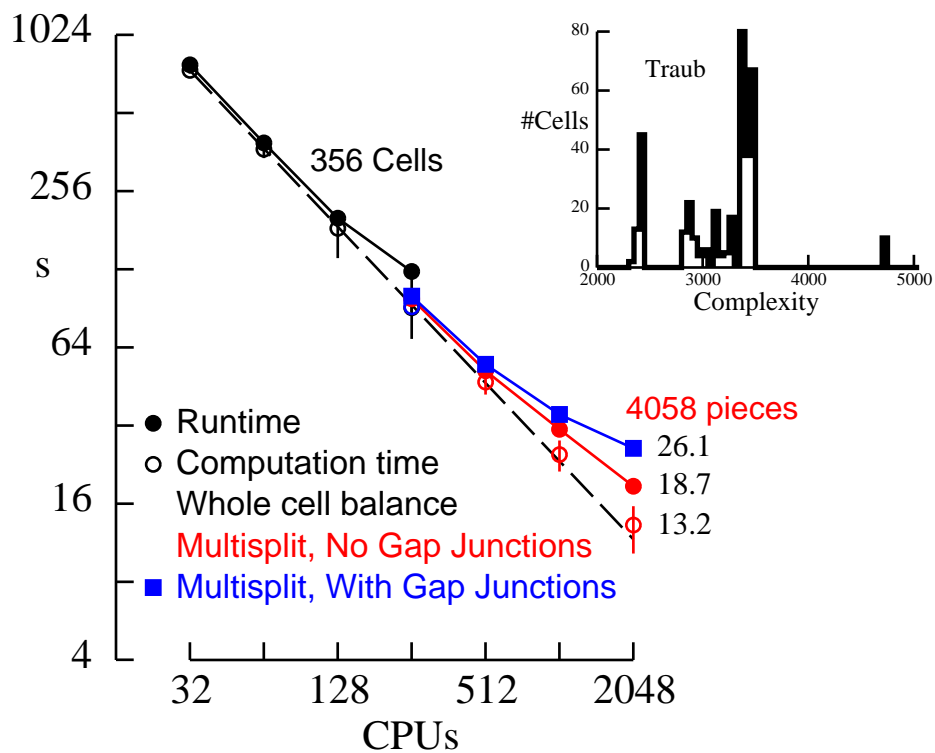 1024
256
s
64
16
4
32
128
512
2048
CPUs
356 Cells
4058 pieces
26.1
18.7
13.2
Runtime
Computation time
Whole cell balance
Multisplit, No Gap Junctions
Multisplit, With Gap Junctions
80
60
#Cells
40
20
0
Traub
2000
3000
4000
5000
Complexity